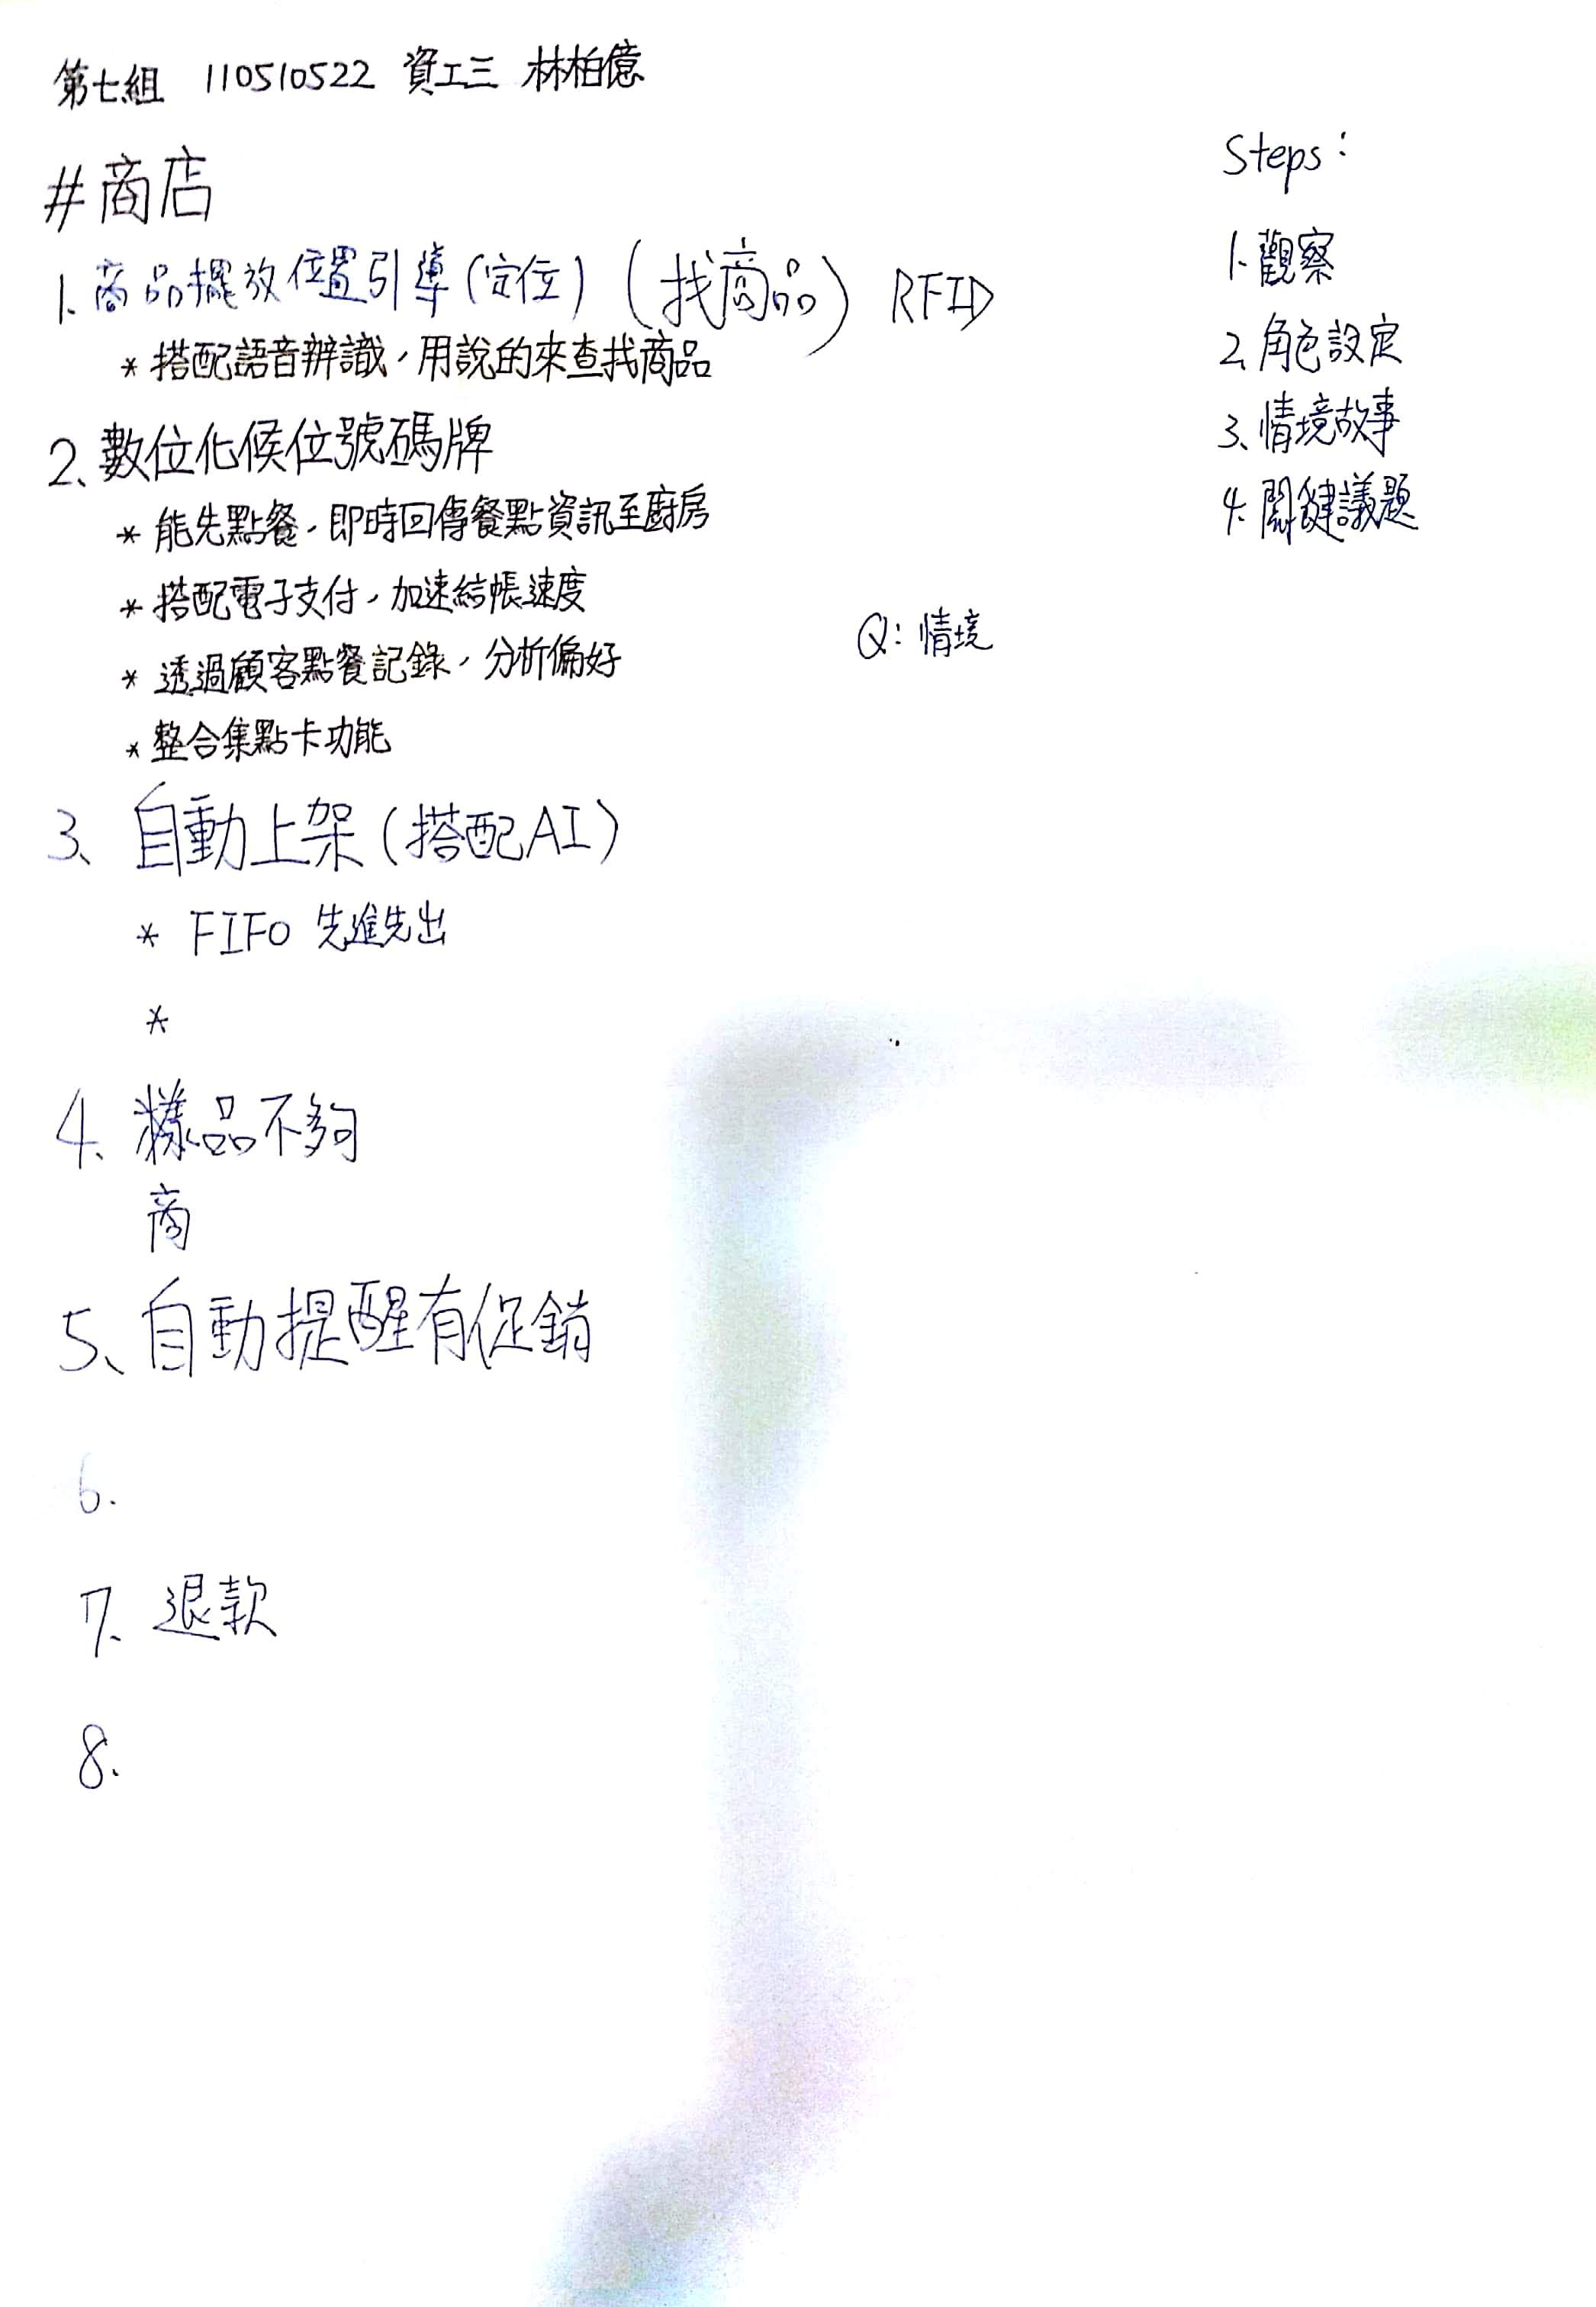 第七組 110510522 資工三 林柏億
#商店
1. 商品擺放位置引導(定位) (找商品) RFID
* 搭配語音辨識，用說的來查找商品
2、數位化候位號碼牌
* 能先點餐，即時回傳餐點資訊至廚房
* 搭配電子支付，加速結帳速度
* 透過顧客點餐記錄，分析偏好
* 整合集點卡功能
3、自動上架(搭配AI)
* FIFO 先進先出
*
4、樣品不夠
商
5、自動提醒有促銷
6.
7、退款
8、
Steps:
1、觀察
2、角色設定
3、情境故事
4、關鍵議題
Q: 情境